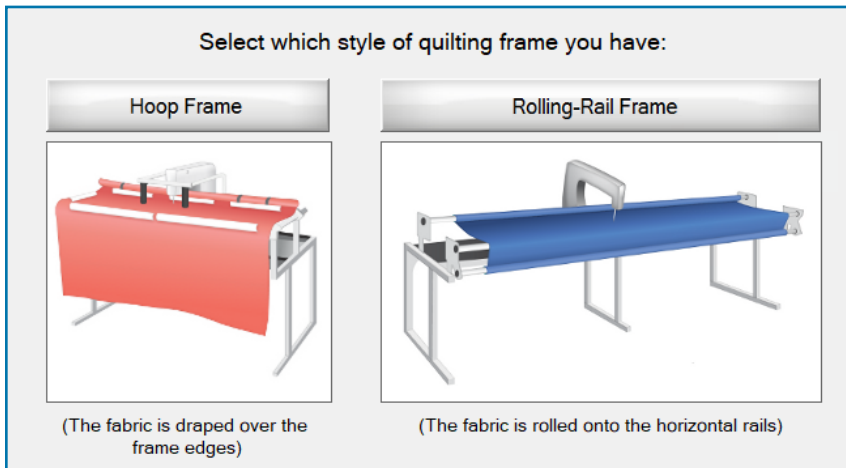 Select which style of quilting frame you have:
Hoop Frame
Rolling-Rail Frame
(The fabric is draped over the
frame edges)
(The fabric is rolled onto the horizontal rails)